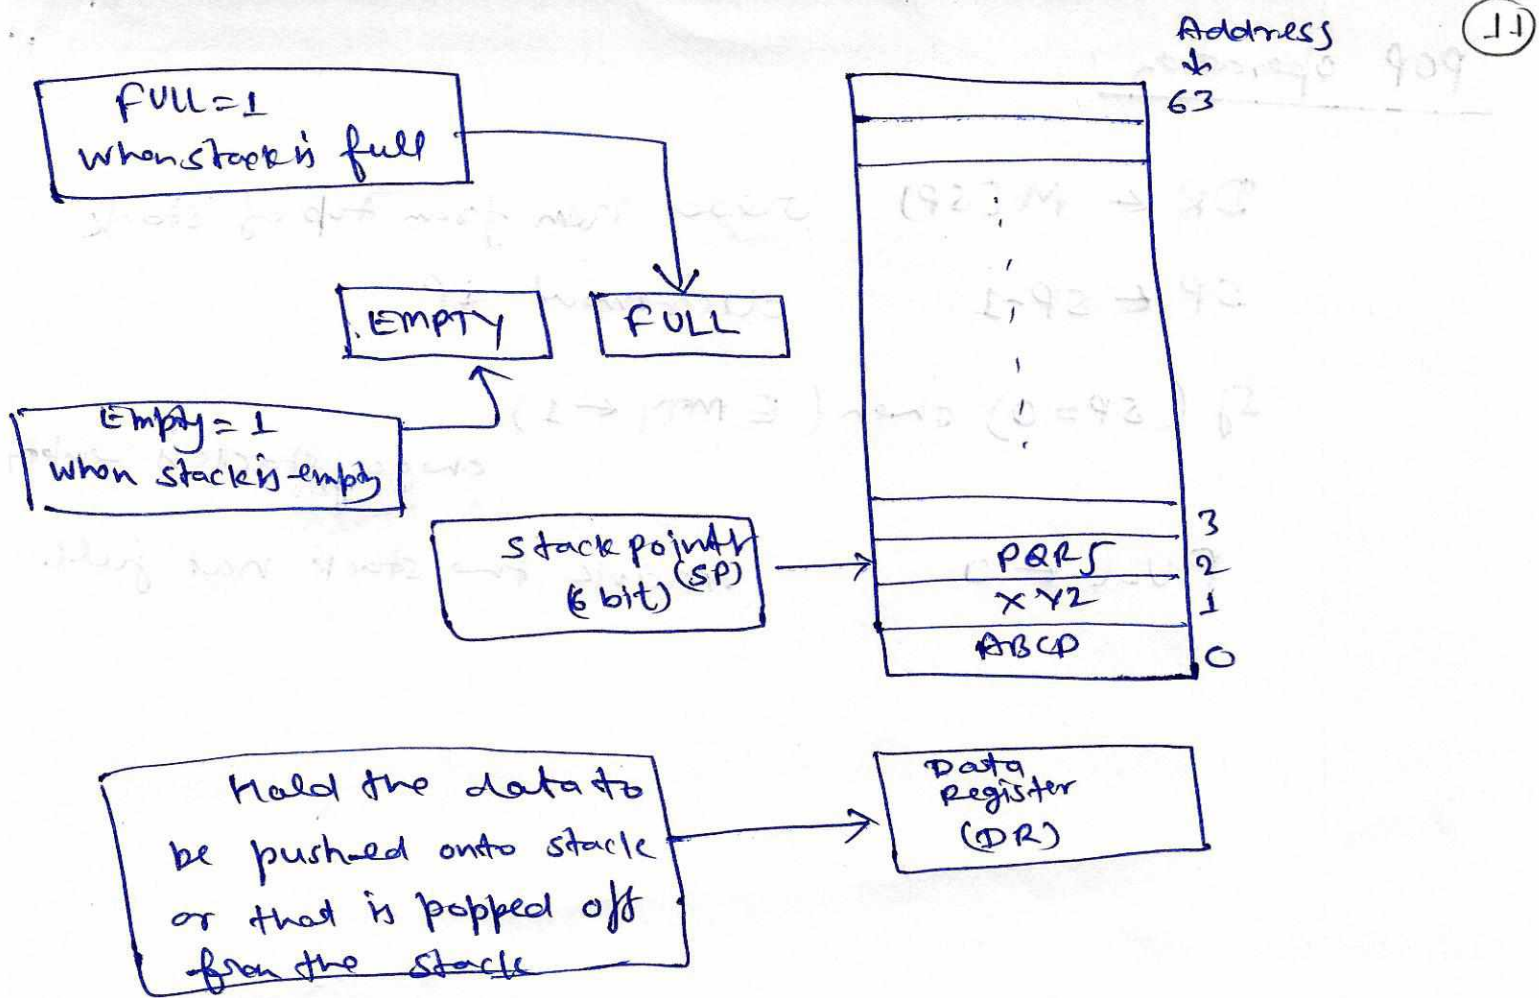 11
Address
FULL = 1
when stack is full
63
EMPTY
FULL
Empty = 1
when stack is empty
Stack pointr
(SP)
(6 bit)
3
PQRS
2
XYZ
1
ABCD
0
Hold the data to
be pushed onto stack
or that is popped off
from the stack
Data
Register
(DR)